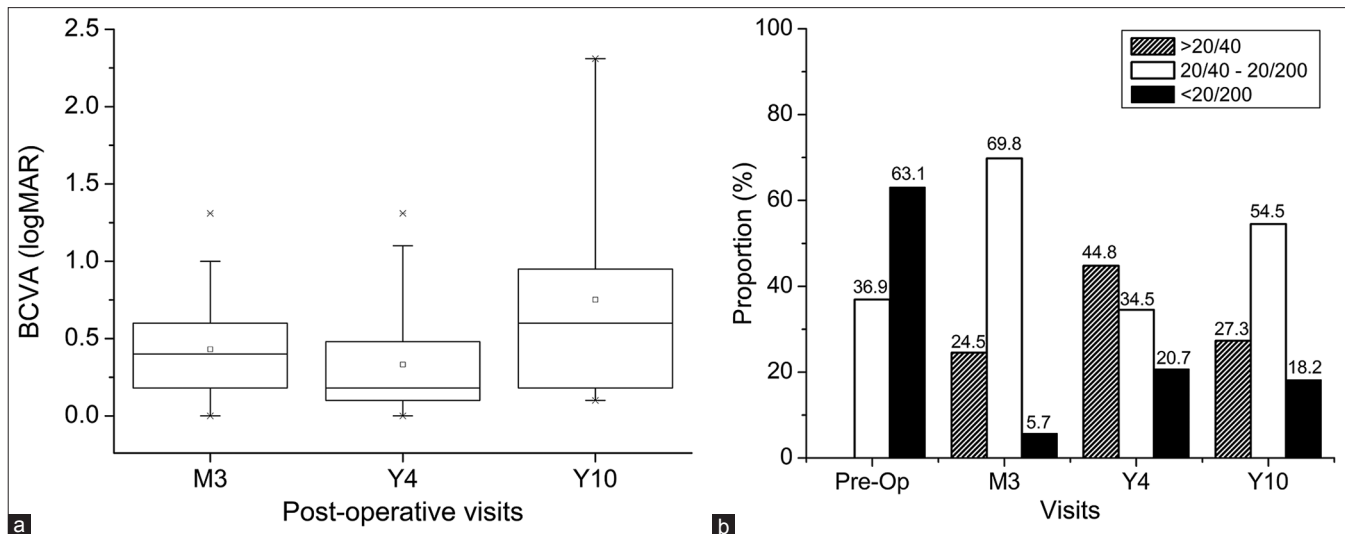 2.5
2.0
1.5
1.0
0.5
0.0
BCVA (logMAR)
M3 Y4 Y10
Post-operative visits
a
100
80
60
40
20
0
Proportion (%)
>20/40
20/40 - 20/200
<20/200
36.9 63.1
24.5 69.8 5.7
44.8 34.5 20.7
27.3 54.5 18.2
Pre-Op M3 Y4 Y10
Visits
b